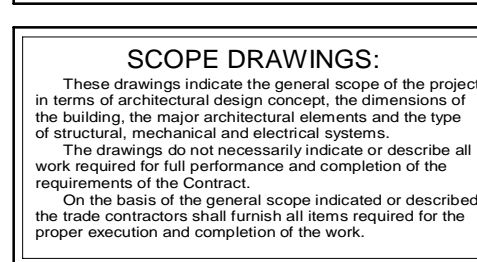 SCOPE DRAWINGS:
These drawings indicate the general scope of the project
in terms of architectural design concept, the dimensions of
the building, the major architectural elements and the type
of structural, mechanical and electrical systems.
The drawings do not necessarily indicate or describe all
work required for full performance and completion of the
requirements of the Contract.
On the basis of the general scope indicated or described,
the trade contractors shall furnish all items required for the
proper execution and completion of the work.